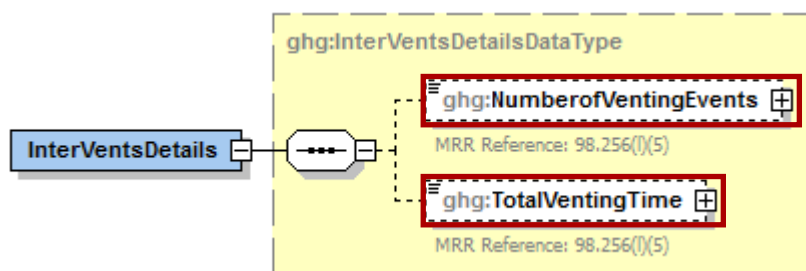 ghg:InterVentsDetailsDataType
ghg:NumberofVentingEvents
MRR Reference: 98.256(l)(5)
InterVentsDetails
ghg:TotalVentingTime
MRR Reference: 98.256(l)(5)